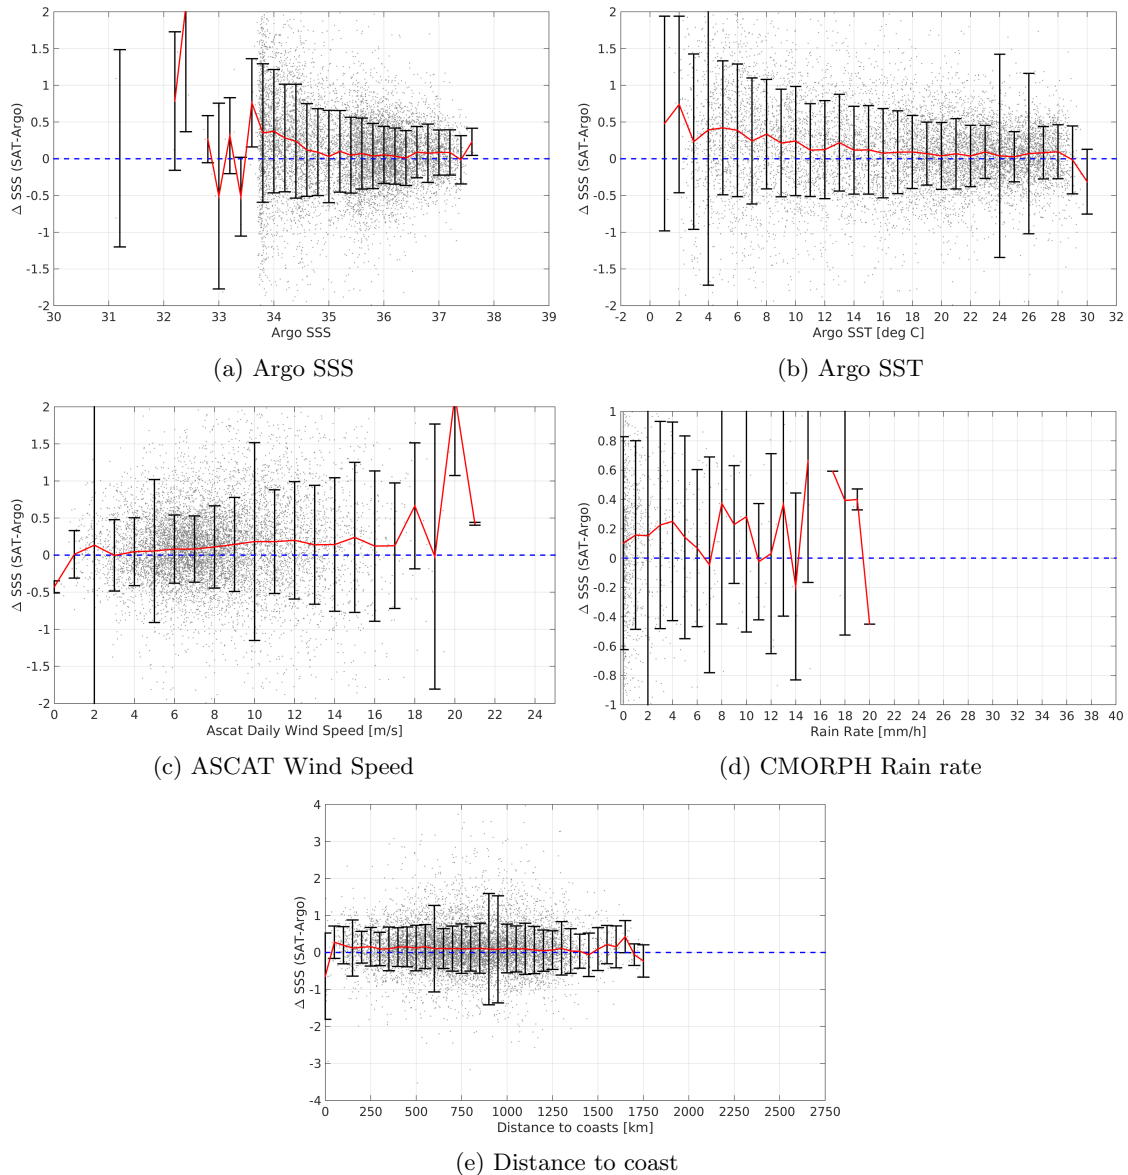 2
1.5
1
0.5
0
-0.5
-1
-1.5
-2
Δ SSS (SAT-Argo)
30 31 32 33 34 35 36 37 38 39
Argo SSS
(a) Argo SSS
2
1.5
1
0.5
0
-0.5
-1
-1.5
-2
Δ SSS (SAT-Argo)
-2 0 2 4 6 8 10 12 14 16 18 20 22 24 26 28 30 32
Argo SST [deg C]
(b) Argo SST
2
1.5
1
0.5
0
-0.5
-1
-1.5
-2
Δ SSS (SAT-Argo)
0 2 4 6 8 10 12 14 16 18 20 22 24
Ascat Daily Wind Speed [m/s]
(c) ASCAT Wind Speed
1
0.8
0.6
0.4
0.2
0
-0.2
-0.4
-0.6
-0.8
-1
Δ SSS (SAT-Argo)
0 2 4 6 8 10 12 14 16 18 20 22 24 26 28 30 32 34 36 38 40
Rain Rate [mm/h]
(d) CMORPH Rain rate
4
3
2
1
0
-1
-2
-3
-4
Δ SSS (SAT-Argo)
0 250 500 750 1000 1250 1500 1750 2000 2250 2500 2750
Distance to coasts [km]
(e) Distance to coast